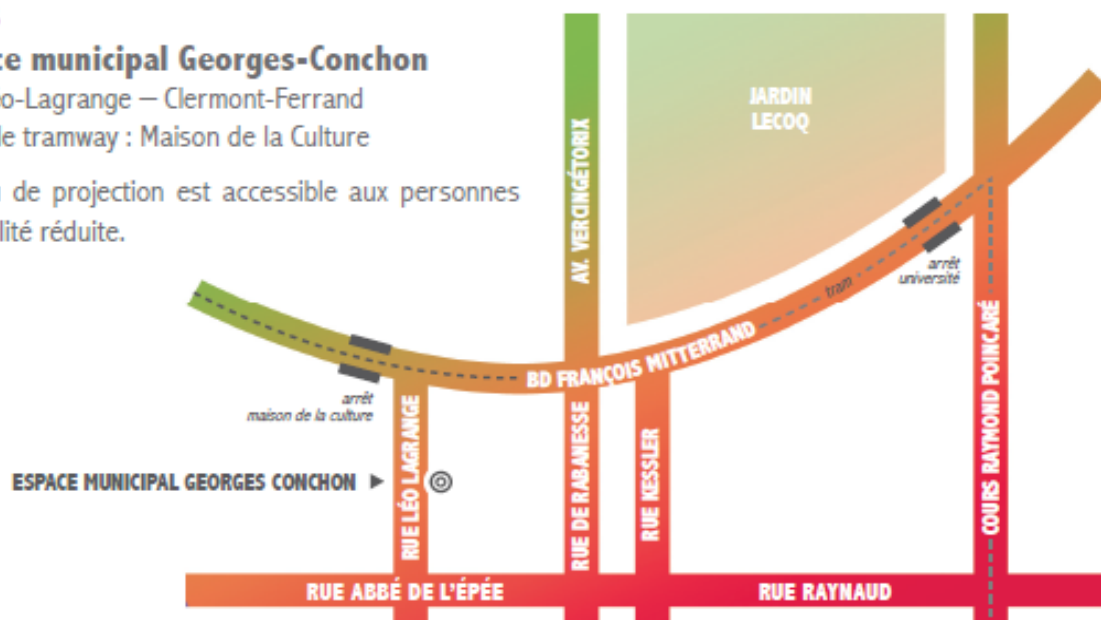 ce municipal Georges-Conchon
éo-Lagrange – Clermont-Ferrand
de tramway : Maison de la Culture
de projection est accessible aux personnes
lité réduite.
JARDIN
LECOQ
AV. VERCINGÉTORIX
arrêt
université
tram
BD FRANÇOIS MITTERRAND
COURS RAYMOND POINCARÉ
arrêt
maison de la culture
ESPACE MUNICIPAL GEORGES CONCHON
RUE LÉO LAGRANGE
RUE DE RABANESSE
RUE KESSLER
RUE ABBÉ DE L'ÉPÉE
RUE RAYNAUD